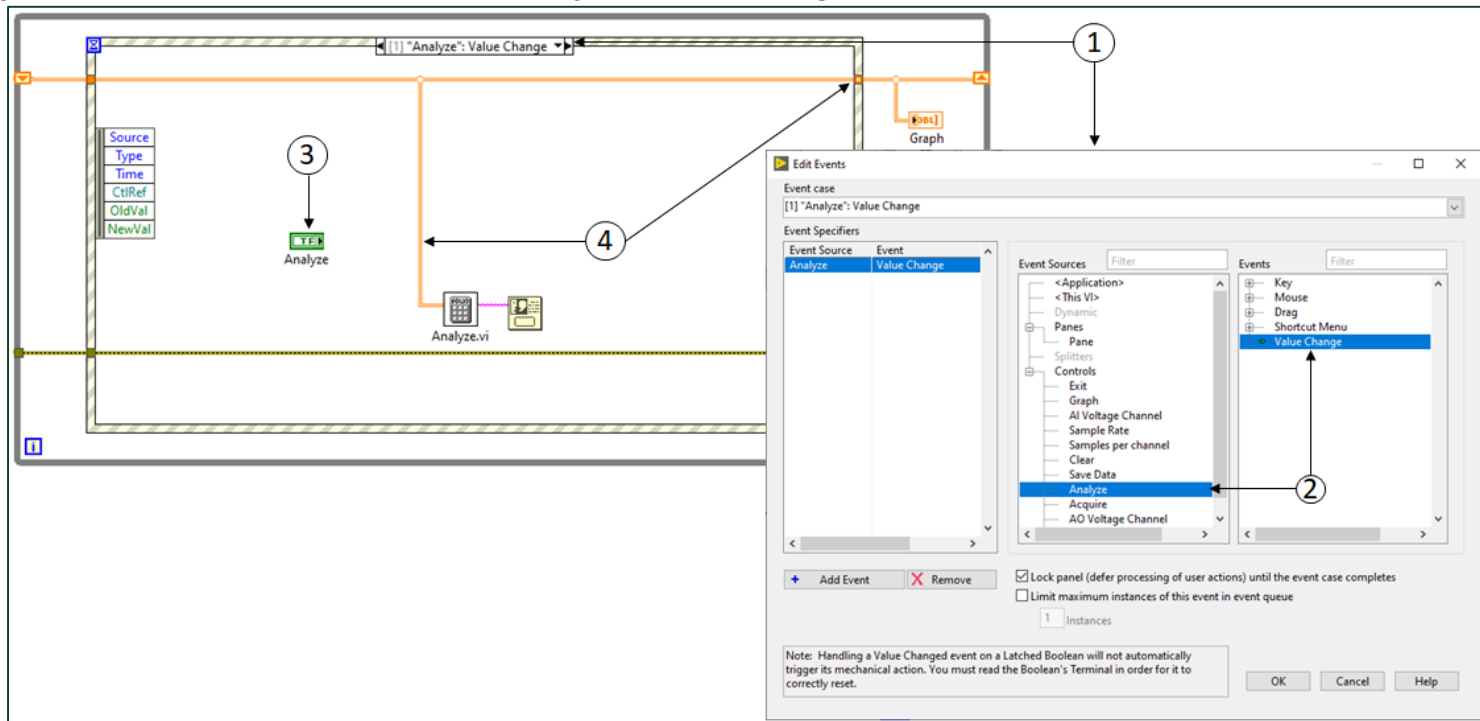 [1] "Analyze": Value Change
1
Source
Type
Time
CtlRef
OldVal
NewVal
3
Analyze
4
Analyze.vi
DBL]
Graph
i
Edit Events
Event case
[1] "Analyze": Value Change
Event Specifiers
Event Source Event
Analyze Value Change
Event Sources Filter
<Application>
<This VI>
Dynamic
Panes
Pane
Splitters
Controls
Exit
Graph
AI Voltage Channel
Sample Rate
Samples per channel
Clear
Save Data
Analyze
Acquire
AO Voltage Channel
Events Filter
Key
Mouse
Drag
Shortcut Menu
Value Change
2
+ Add Event
X Remove
Lock panel (defer processing of user actions) until the event case completes
Limit maximum instances of this event in event queue
1 Instances
Note: Handling a Value Changed event on a Latched Boolean will not automatically
trigger its mechanical action. You must read the Boolean's Terminal in order for it to
correctly reset.
OK
Cancel
Help